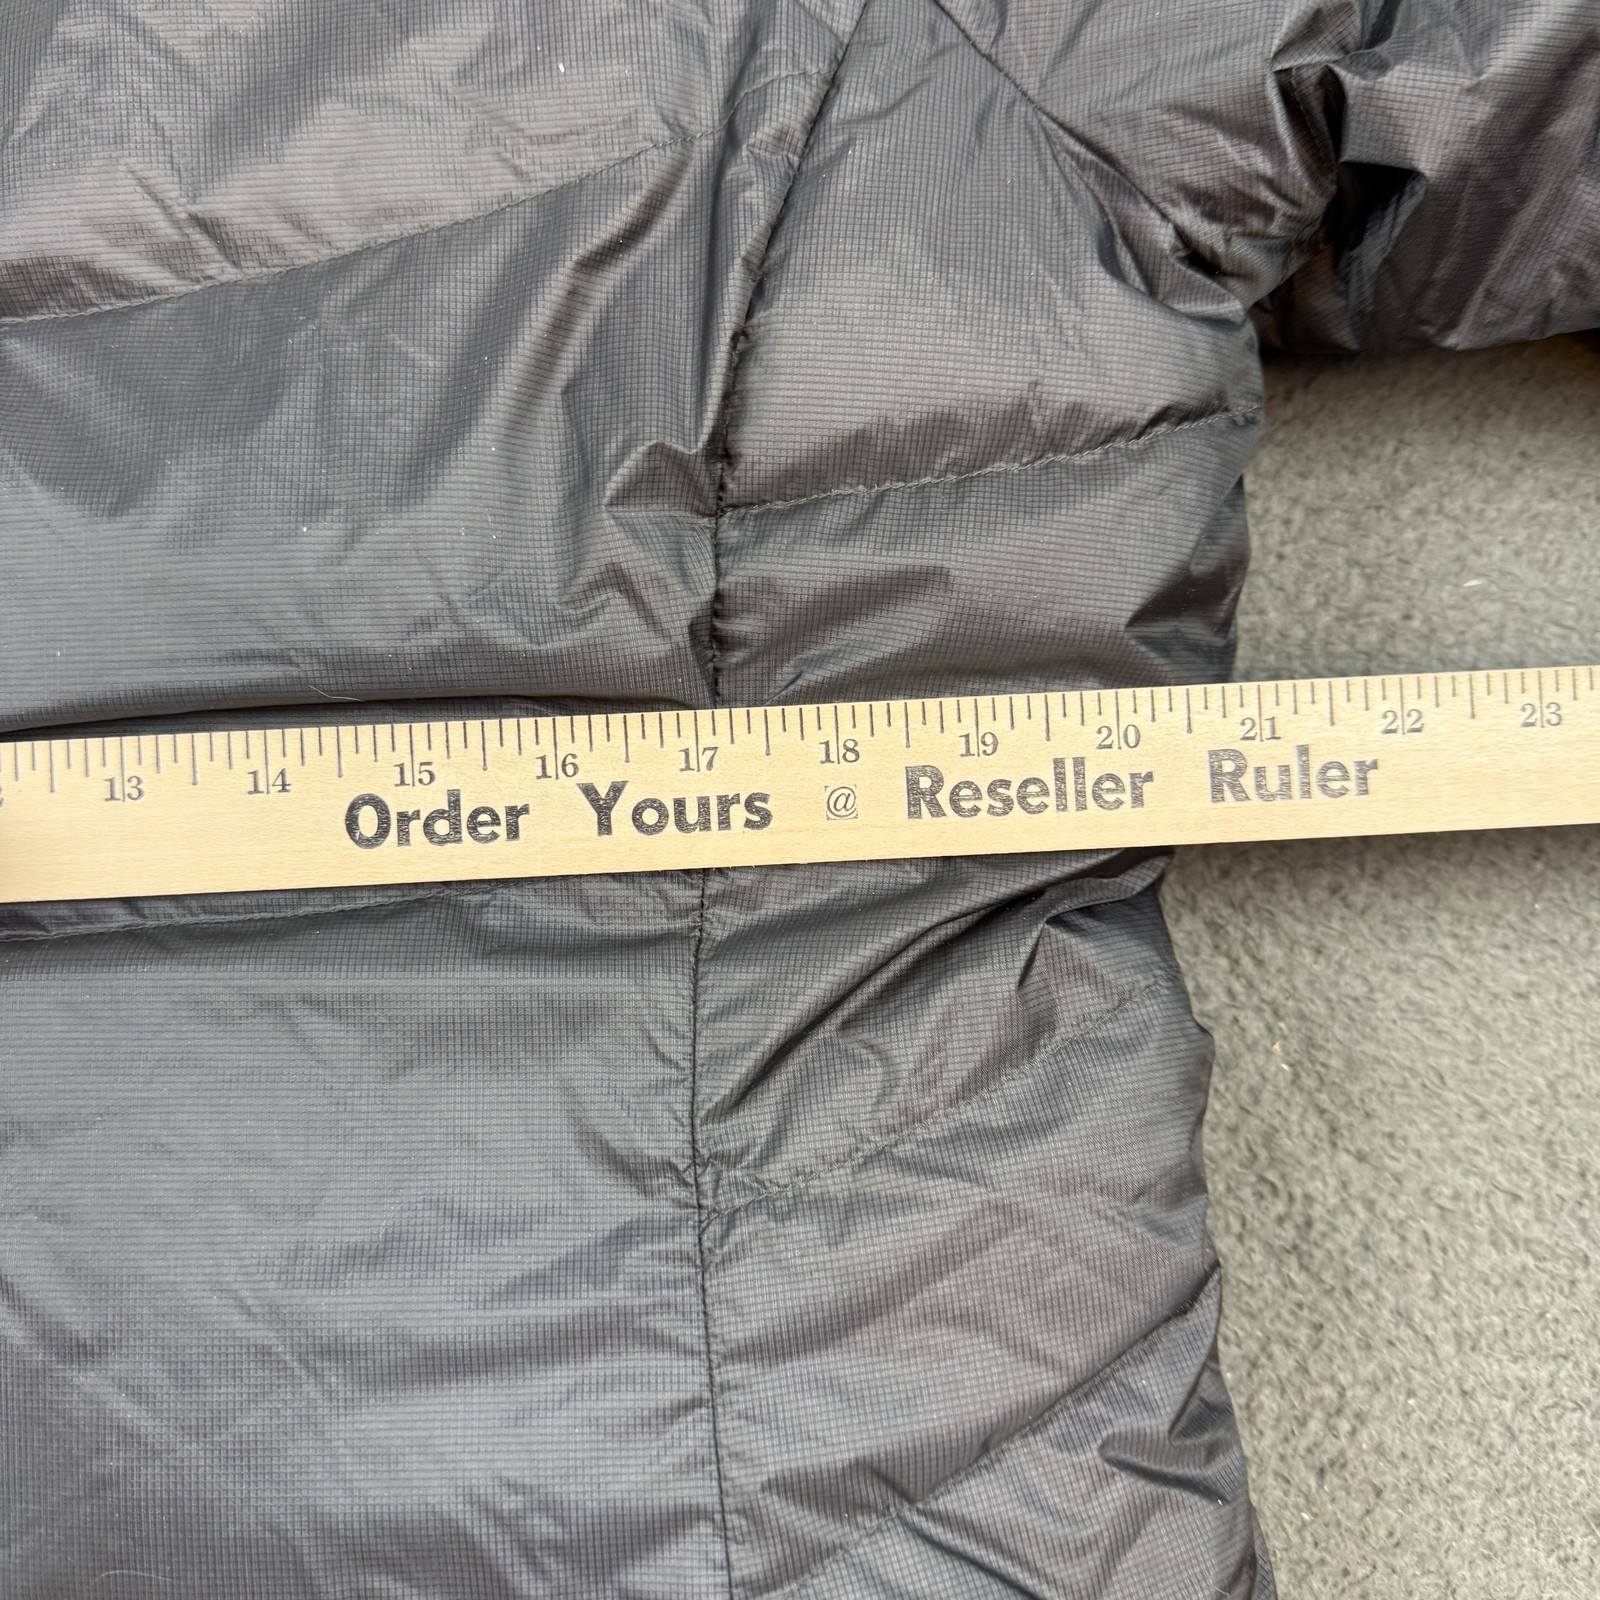 13 14 15 16 17 18 19 20 21 22 23
Order Yours @ Reseller Ruler